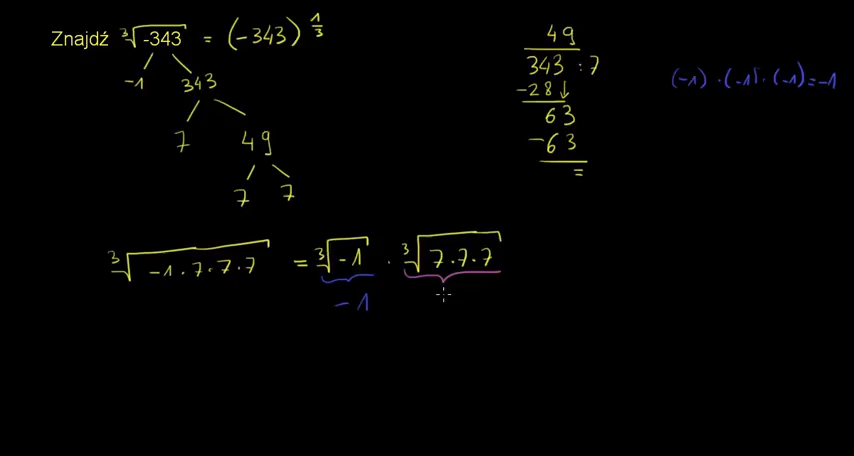 Znajdź ∛-343 = (-343)^1/3
-1 343
7 49
7 7
49
343 : 7
-28↓
63
-63
=
(-1) · (-1) · (-1) = -1
∛-1 · 7 · 7 · 7 = ∛-1 · ∛7 · 7 · 7
-1